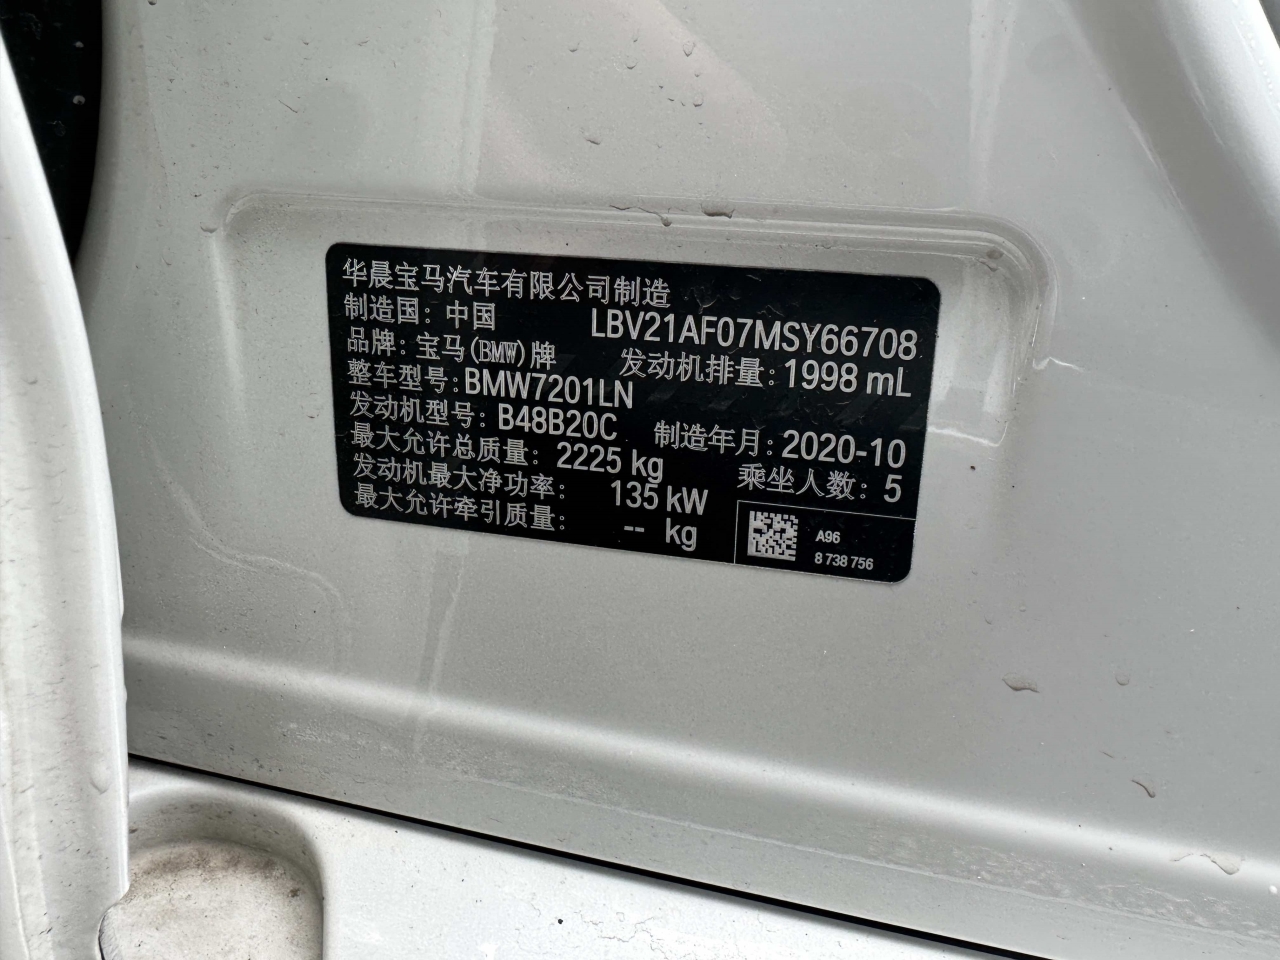 华晨宝马汽车有限公司制造
制造国：中国 LBV21AF07MSY66708
品牌：宝马(BMW)牌 发动机排量：1998 mL
整车型号：BMW7201LN
发动机型号：B48B20C 制造年月：2020-10
最大允许总质量：2225 kg 乘坐人数：5
发动机最大净功率：135 kW
最大允许牵引质量：-- kg
A96
8 738 756